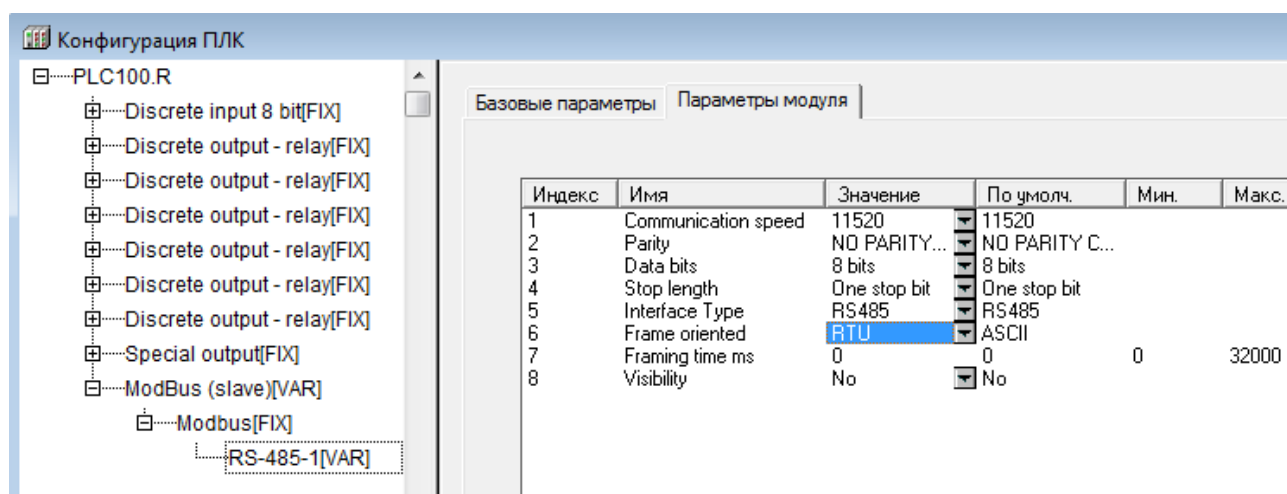 Конфигурация ПЛК
PLC100.R
Discrete input 8 bit[FIX]
Discrete output - relay[FIX]
Discrete output - relay[FIX]
Discrete output - relay[FIX]
Discrete output - relay[FIX]
Discrete output - relay[FIX]
Discrete output - relay[FIX]
Special output[FIX]
ModBus (slave)[VAR]
Modbus[FIX]
RS-485-1[VAR]
Базовые параметры Параметры модуля
Индекс Имя Значение По умолч. Мин. Макс.
1 Communication speed 11520 11520
2 Parity NO PARITY... NO PARITY C...
3 Data bits 8 bits 8 bits
4 Stop length One stop bit One stop bit
5 Interface Type RS485 RS485
6 Frame oriented RTU ASCII
7 Framing time ms 0 0 0 32000
8 Visibility No No